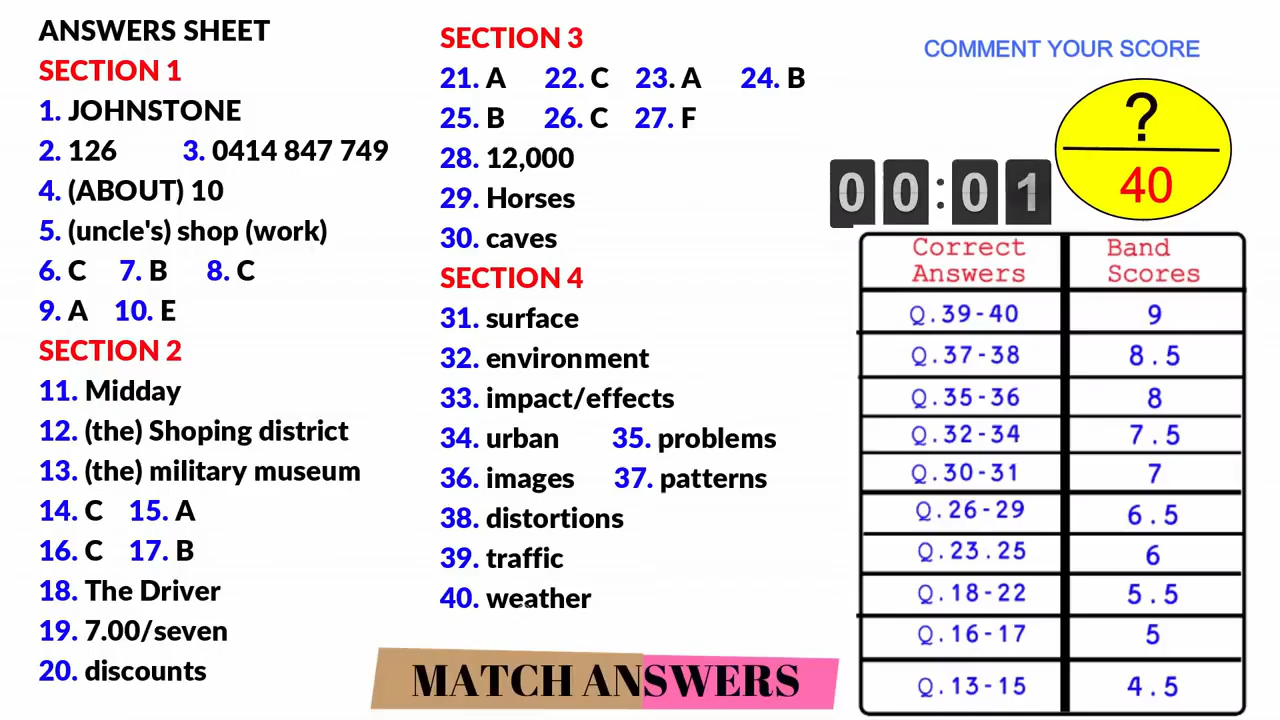 ANSWERS SHEET
SECTION 1
1. JOHNSTONE
2. 126 3. 0414 847 749
4. (ABOUT) 10
5. (uncle's) shop (work)
6. C 7. B 8. C
9. A 10. E
SECTION 2
11. Midday
12. (the) Shoping district
13. (the) military museum
14. C 15. A
16. C 17. B
18. The Driver
19. 7.00/seven
20. discounts
SECTION 3
21. A 22. C 23. A 24. B
25. B 26. C 27. F
28. 12,000
29. Horses
30. caves
SECTION 4
31. surface
32. environment
33. impact/effects
34. urban 35. problems
36. images 37. patterns
38. distortions
39. traffic
40. weather
MATCH ANSWERS
COMMENT YOUR SCORE
?
40
00:01
Correct Answers Band Scores
Q.39-40 9
Q.37-38 8.5
Q.35-36 8
Q.32-34 7.5
Q.30-31 7
Q.26-29 6.5
Q.23.25 6
Q.18-22 5.5
Q.16-17 5
Q.13-15 4.5